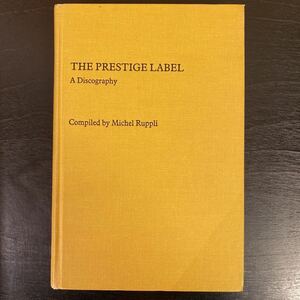 THE PRESTIGE LABEL
A Discography
Compiled by Michel Ruppli